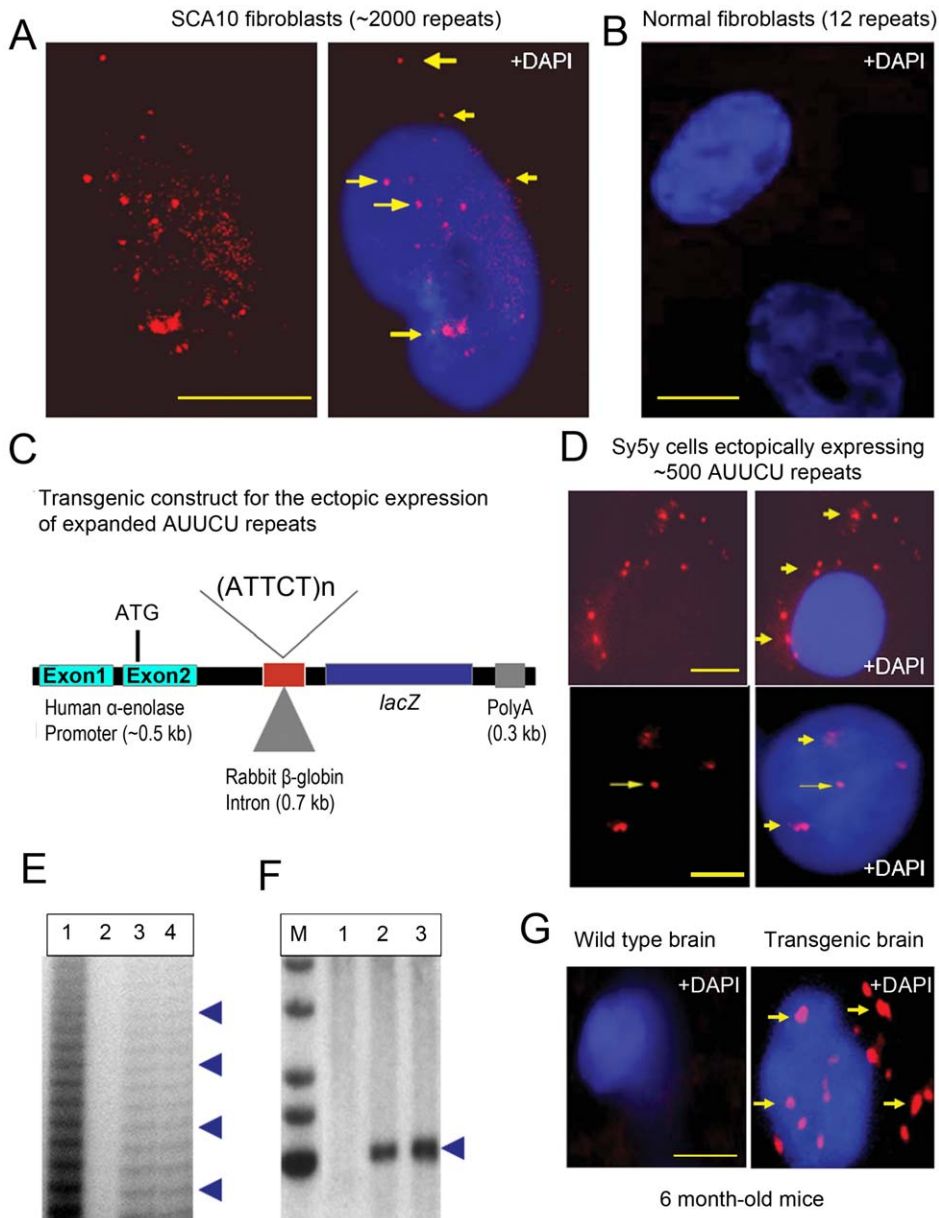 A
SCA10 fibroblasts (~2000 repeats)
+DAPI
B
Normal fibroblasts (12 repeats)
+DAPI
C
Transgenic construct for the ectopic expression
of expanded AUUCU repeats
(ATTCT)n
ATG
Exon1
Exon2
lacZ
Human α-enolase
Promoter (~0.5 kb)
PolyA
(0.3 kb)
Rabbit β-globin
Intron (0.7 kb)
D
Sy5y cells ectopically expressing
~500 AUUCU repeats
+DAPI
+DAPI
E
1 2 3 4
F
M 1 2 3
G
Wild type brain
Transgenic brain
+DAPI
+DAPI
6 month-old mice